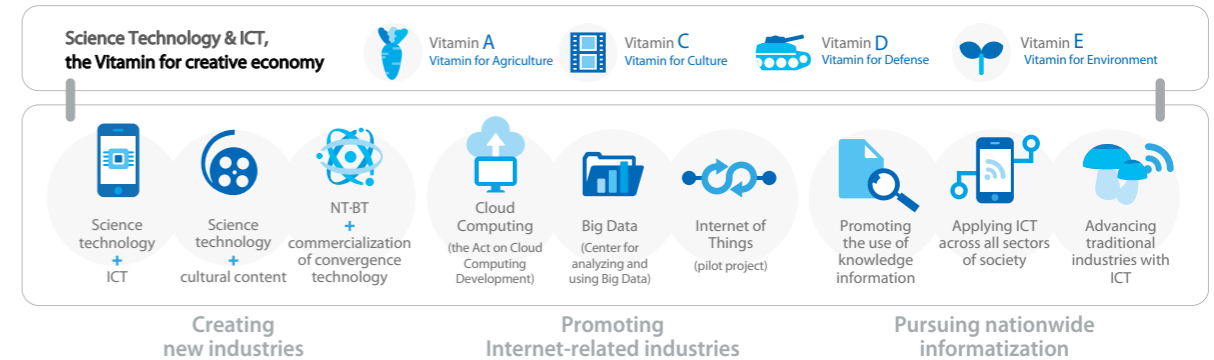 Science Technology & ICT,
the Vitamin for creative economy
Vitamin A
Vitamin for Agriculture
Vitamin C
Vitamin for Culture
Vitamin D
Vitamin for Defense
Vitamin E
Vitamin for Environment
Science
technology
+
ICT
Science
technology
+
cultural content
NT·BT
+
commercialization
of convergence
technology
Cloud
Computing
(the Act on Cloud
Computing
Development)
Big Data
(Center for
analyzing and
using Big Data)
Internet of
Things
(pilot project)
Promoting
the use of
knowledge
information
Applying ICT
across all sectors
of society
Advancing
traditional
industries with
ICT
Creating
new industries
Promoting
Internet-related industries
Pursuing nationwide
informatization